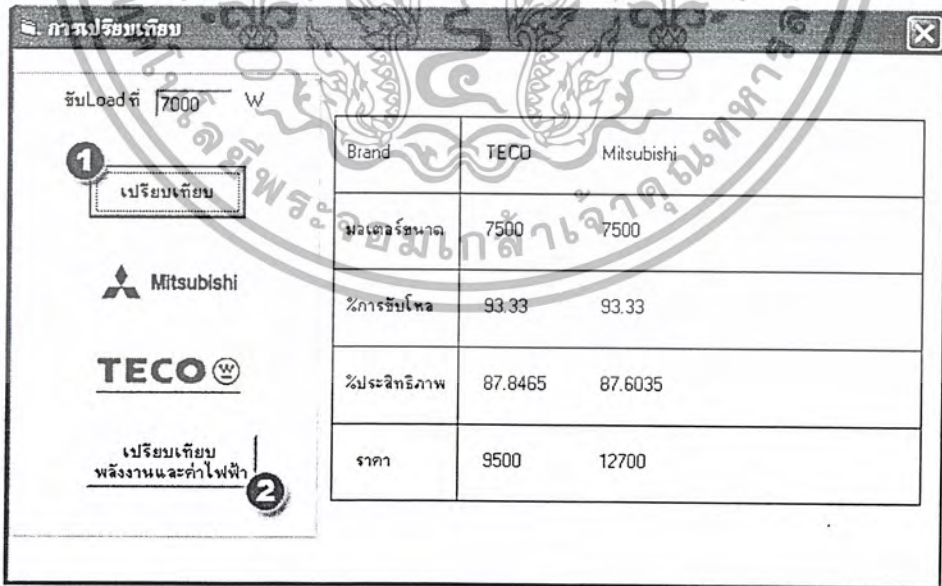 การเปรียบเทียบ
ขับLoadที่ 7000 W
1
เปรียบเทียบ
Mitsubishi
TECO
เปรียบเทียบ
พลังงานและค่าไฟฟ้า
2
Brand TECO Mitsubishi
มอเตอร์ขนาด 7500 7500
%การขับโหล 93.33 93.33
%ประสิทธิภาพ 87.8465 87.6035
ราคา 9500 12700